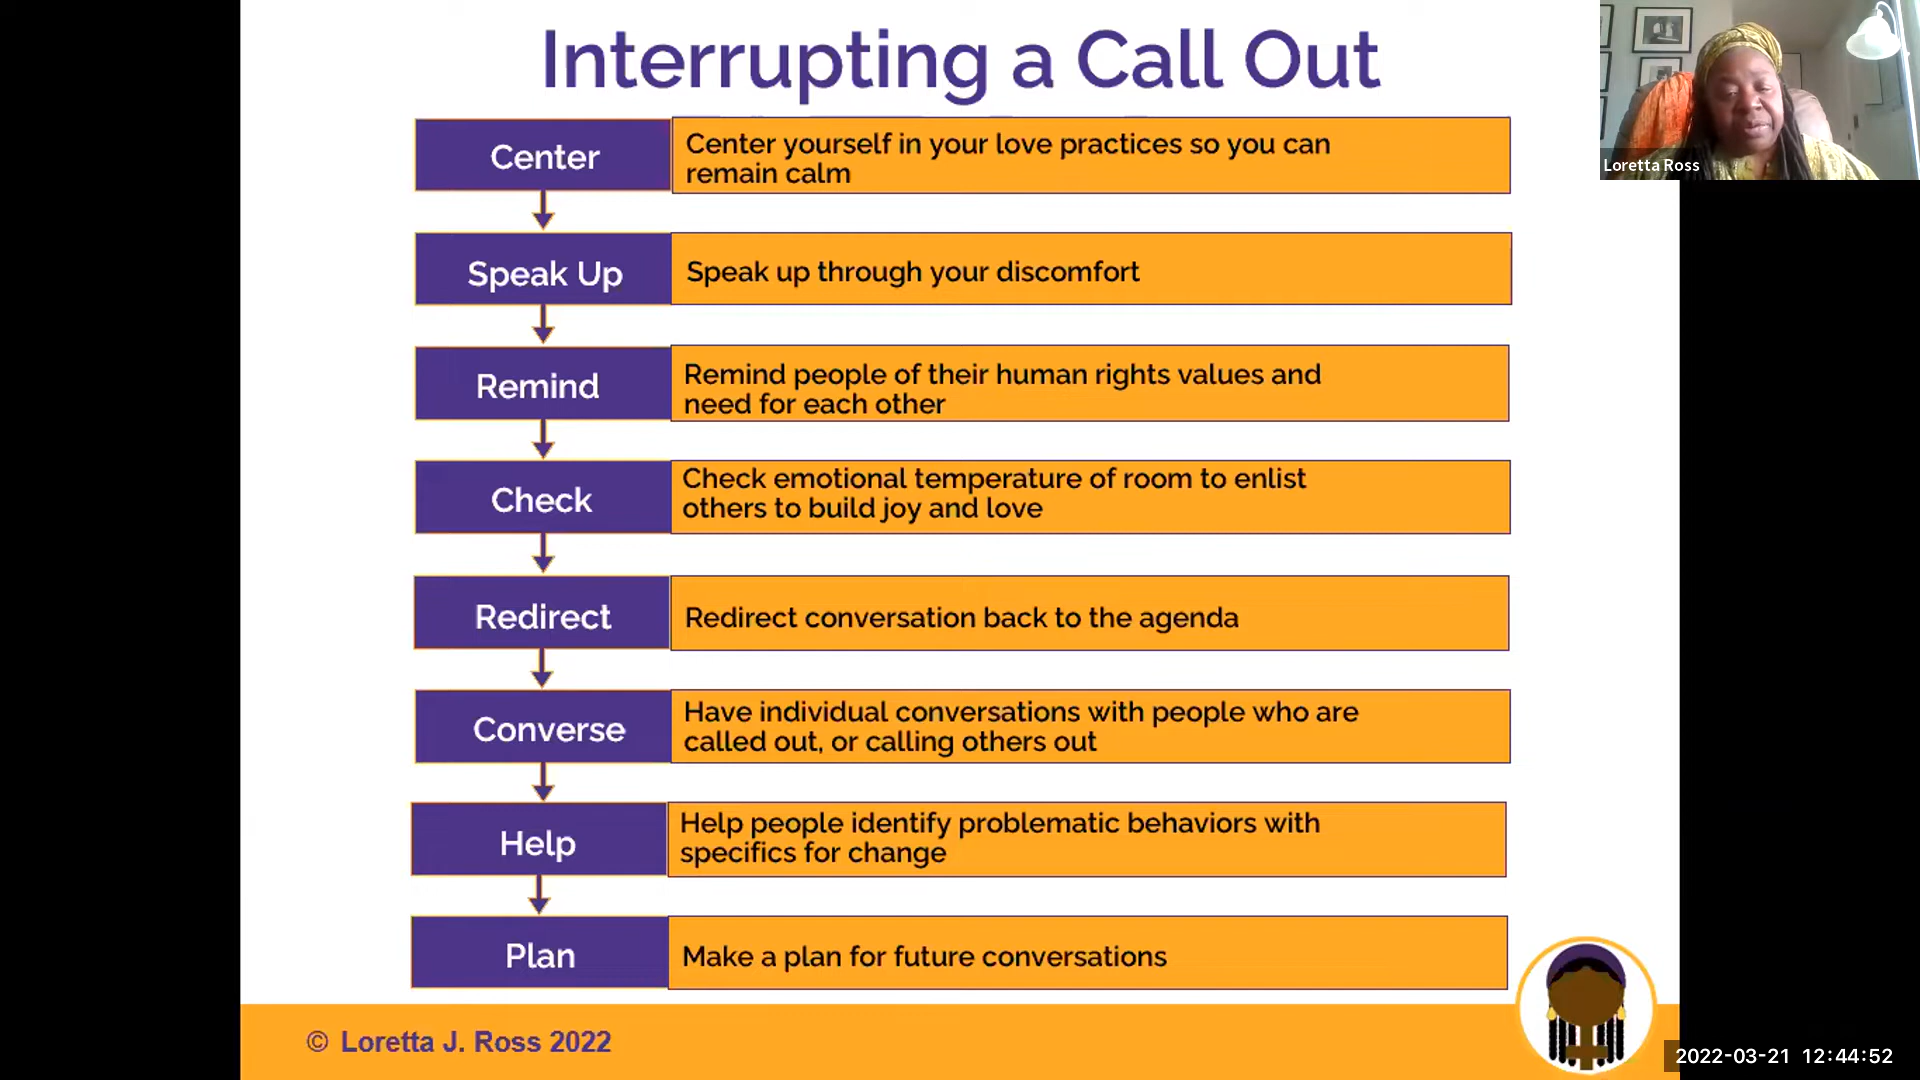 Interrupting a Call Out
Center
Center yourself in your love practices so you can
remain calm
Speak Up
Speak up through your discomfort
Remind
Remind people of their human rights values and
need for each other
Check
Check emotional temperature of room to enlist
others to build joy and love
Redirect
Redirect conversation back to the agenda
Converse
Have individual conversations with people who are
called out, or calling others out
Help
Help people identify problematic behaviors with
specifics for change
Plan
Make a plan for future conversations
© Loretta J. Ross 2022
Loretta Ross
2022-03-21 12:44:52